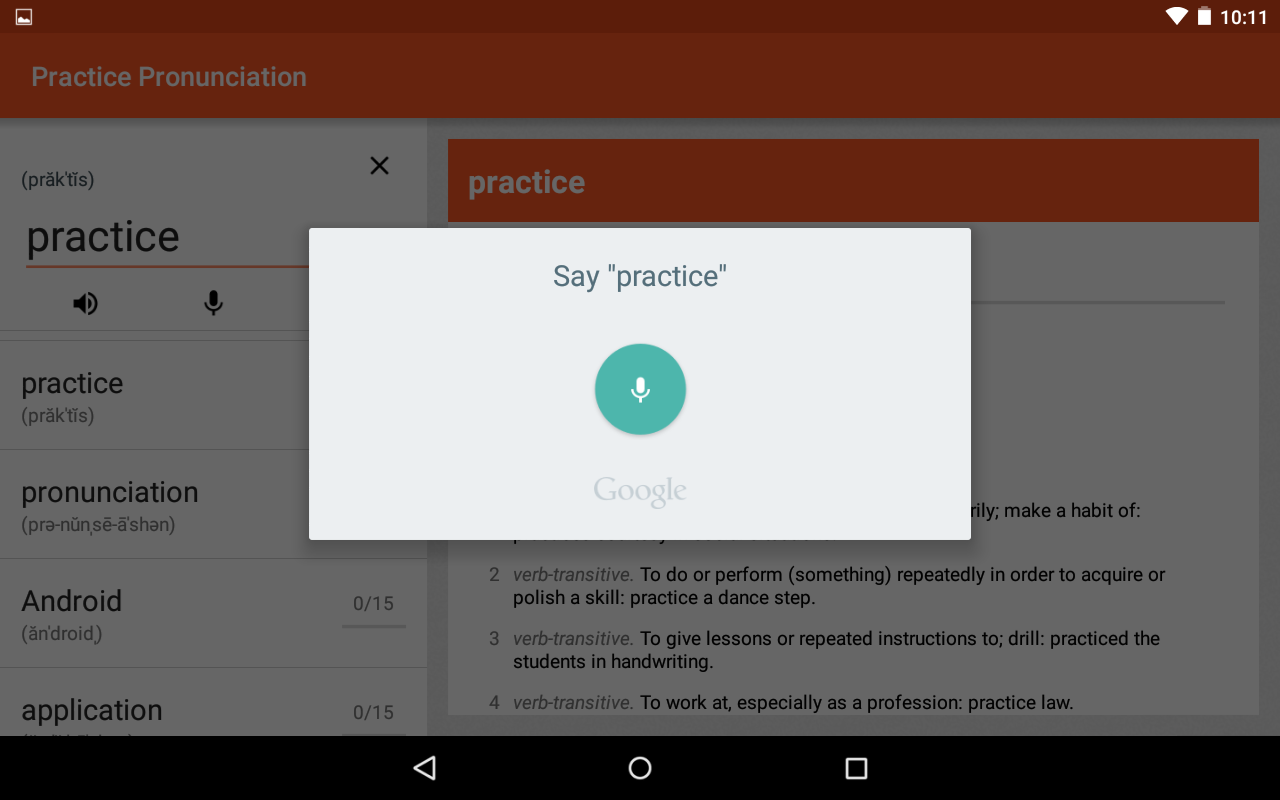 10:11
Practice Pronunciation
(prăk'tĭs)
practice
practice
(prăk'tĭs)
pronunciation
(prə-nŭn͵sē-ā'shən)
Android
0/15
(ăn'droid͵)
application
0/15
practice
Say "practice"
Google
rily; make a habit of:
2 verb-transitive. To do or perform (something) repeatedly in order to acquire or
polish a skill: practice a dance step.
3 verb-transitive. To give lessons or repeated instructions to; drill: practiced the
students in handwriting.
4 verb-transitive. To work at, especially as a profession: practice law.